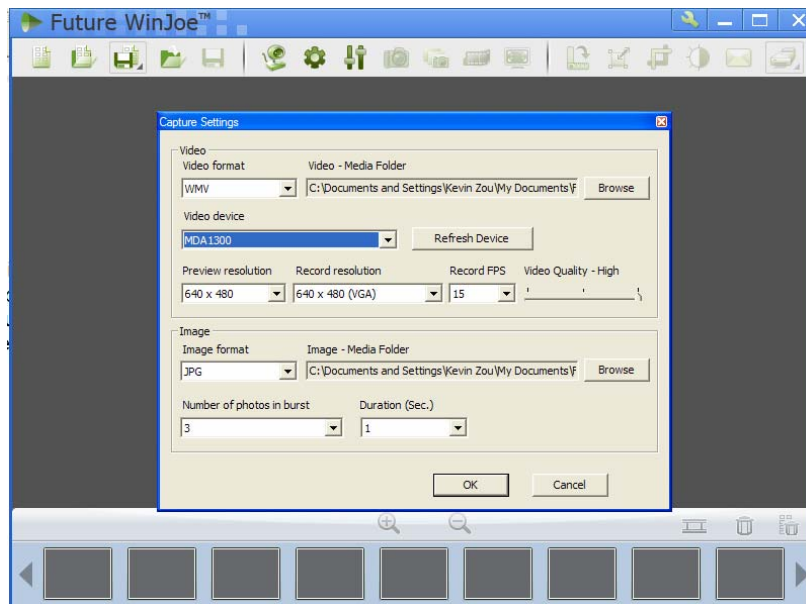 Future WinJoe™
Capture Settings
Video
Video format Video - Media Folder
WMV C:\Documents and Settings\Kevin Zou\My Documents\F Browse
Video device
MDA1300 Refresh Device
Preview resolution Record resolution Record FPS Video Quality - High
640 x 480 640 x 480 (VGA) 15
Image
Image format Image - Media Folder
JPG C:\Documents and Settings\Kevin Zou\My Documents\F Browse
Number of photos in burst Duration (Sec.)
3 1
OK Cancel